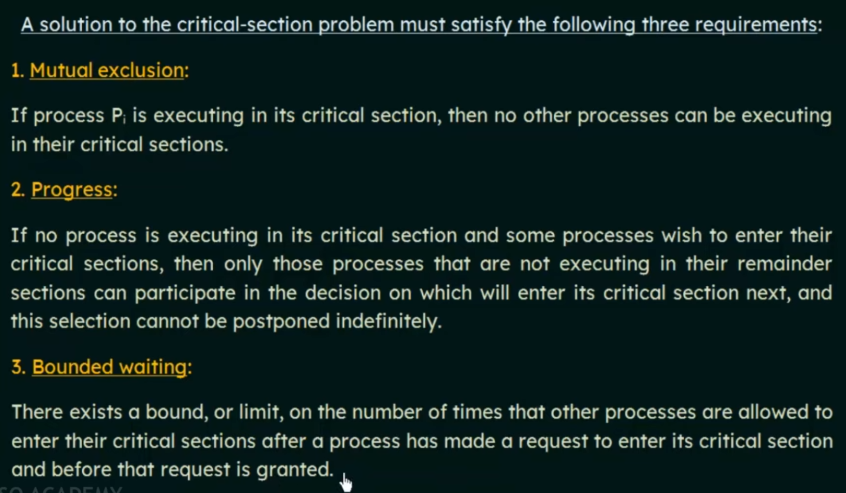 A solution to the critical-section problem must satisfy the following three requirements:
1. Mutual exclusion:
If process Pᵢ is executing in its critical section, then no other processes can be executing
in their critical sections.
2. Progress:
If no process is executing in its critical section and some processes wish to enter their
critical sections, then only those processes that are not executing in their remainder
sections can participate in the decision on which will enter its critical section next, and
this selection cannot be postponed indefinitely.
3. Bounded waiting:
There exists a bound, or limit, on the number of times that other processes are allowed to
enter their critical sections after a process has made a request to enter its critical section
and before that request is granted.
SO ACADEMY